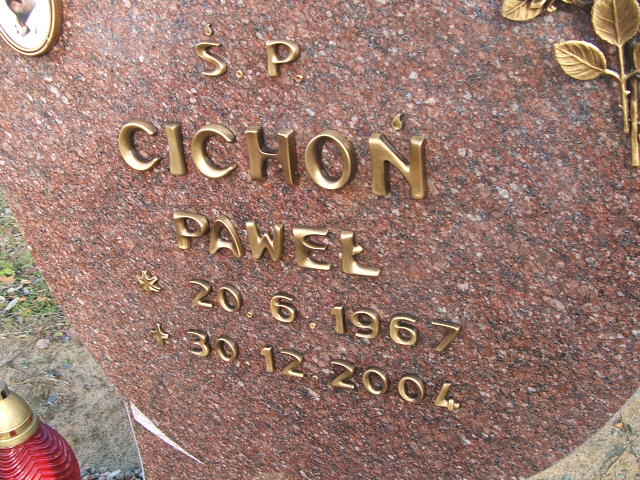 Ś. P.
CICHOŃ
PAWEŁ
* 20. 6. 1967
* 30.12.2004